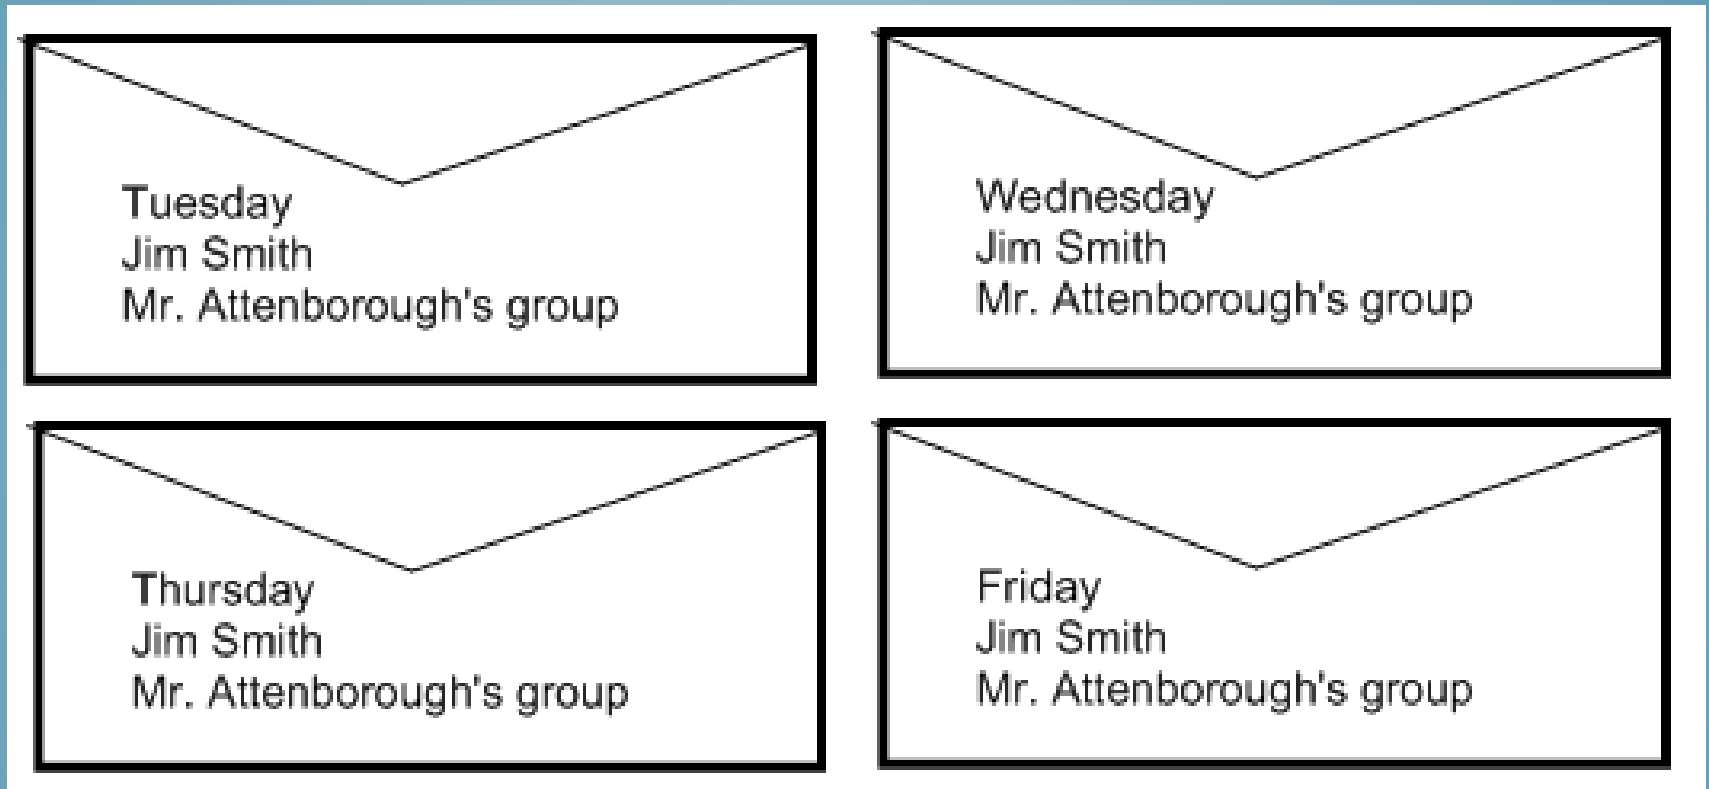 Tuesday
Jim Smith
Mr. Attenborough's group
Wednesday
Jim Smith
Mr. Attenborough's group
Thursday
Jim Smith
Mr. Attenborough's group
Friday
Jim Smith
Mr. Attenborough's group